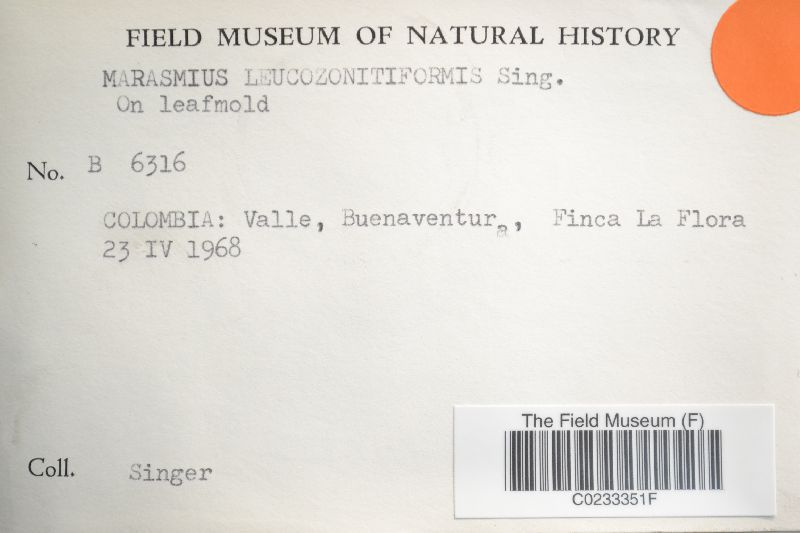 FIELD MUSEUM OF NATURAL HISTORY
MARASMIUS LEUCOZONITIFORMIS Sing.
On leafmold
No. B 6316
COLOMBIA: Valle, Buenaventura, Finca La Flora
23 IV 1968
Coll. Singer
The Field Museum (F)
C0233351F